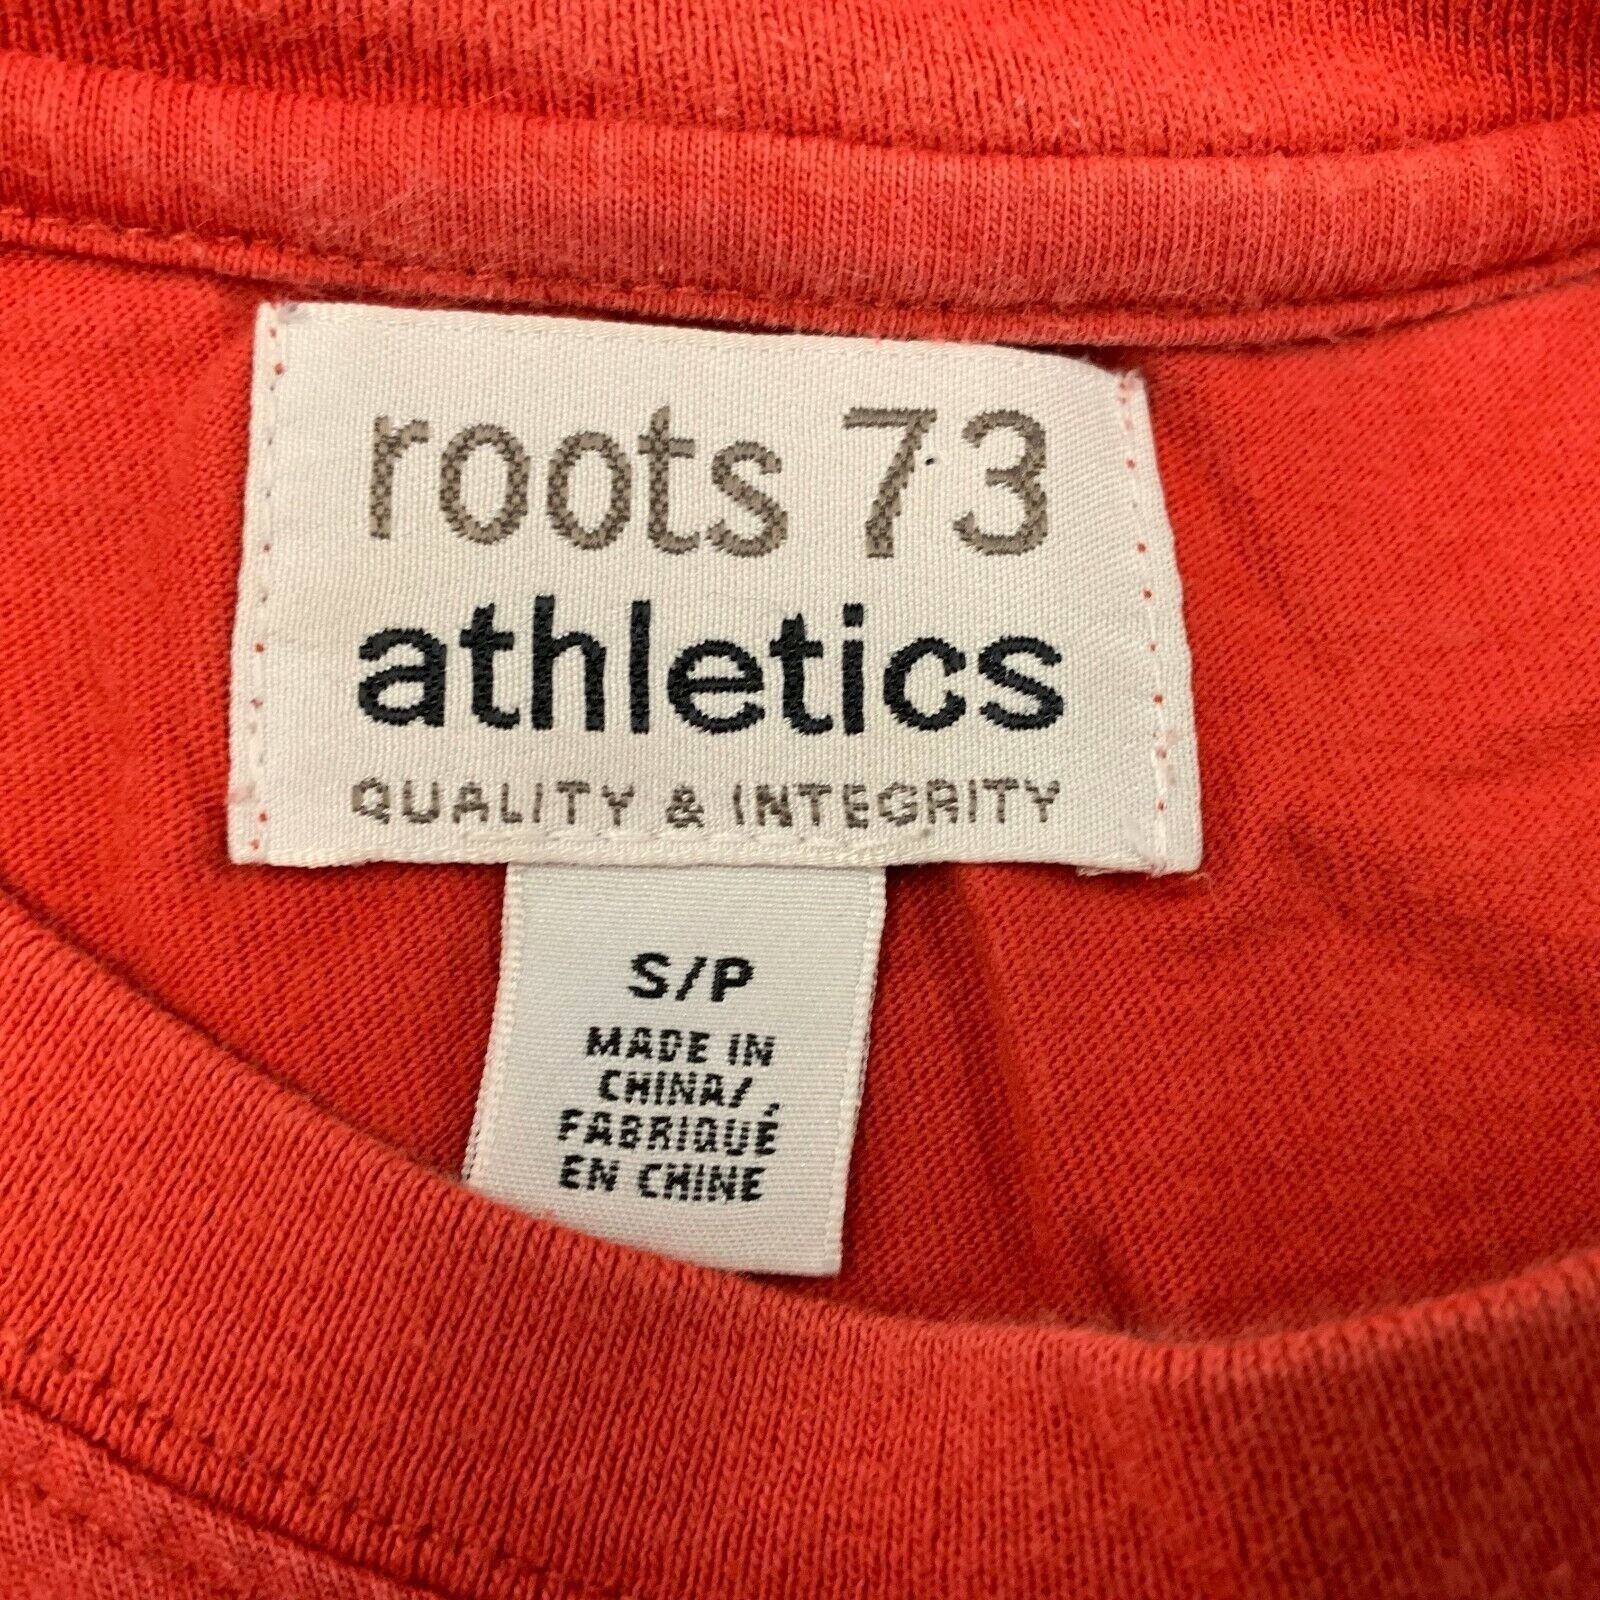 roots 73
athletics
QUALITY & INTEGRITY
S/P
MADE IN
CHINA/
FABRIQUÉ
EN CHINE